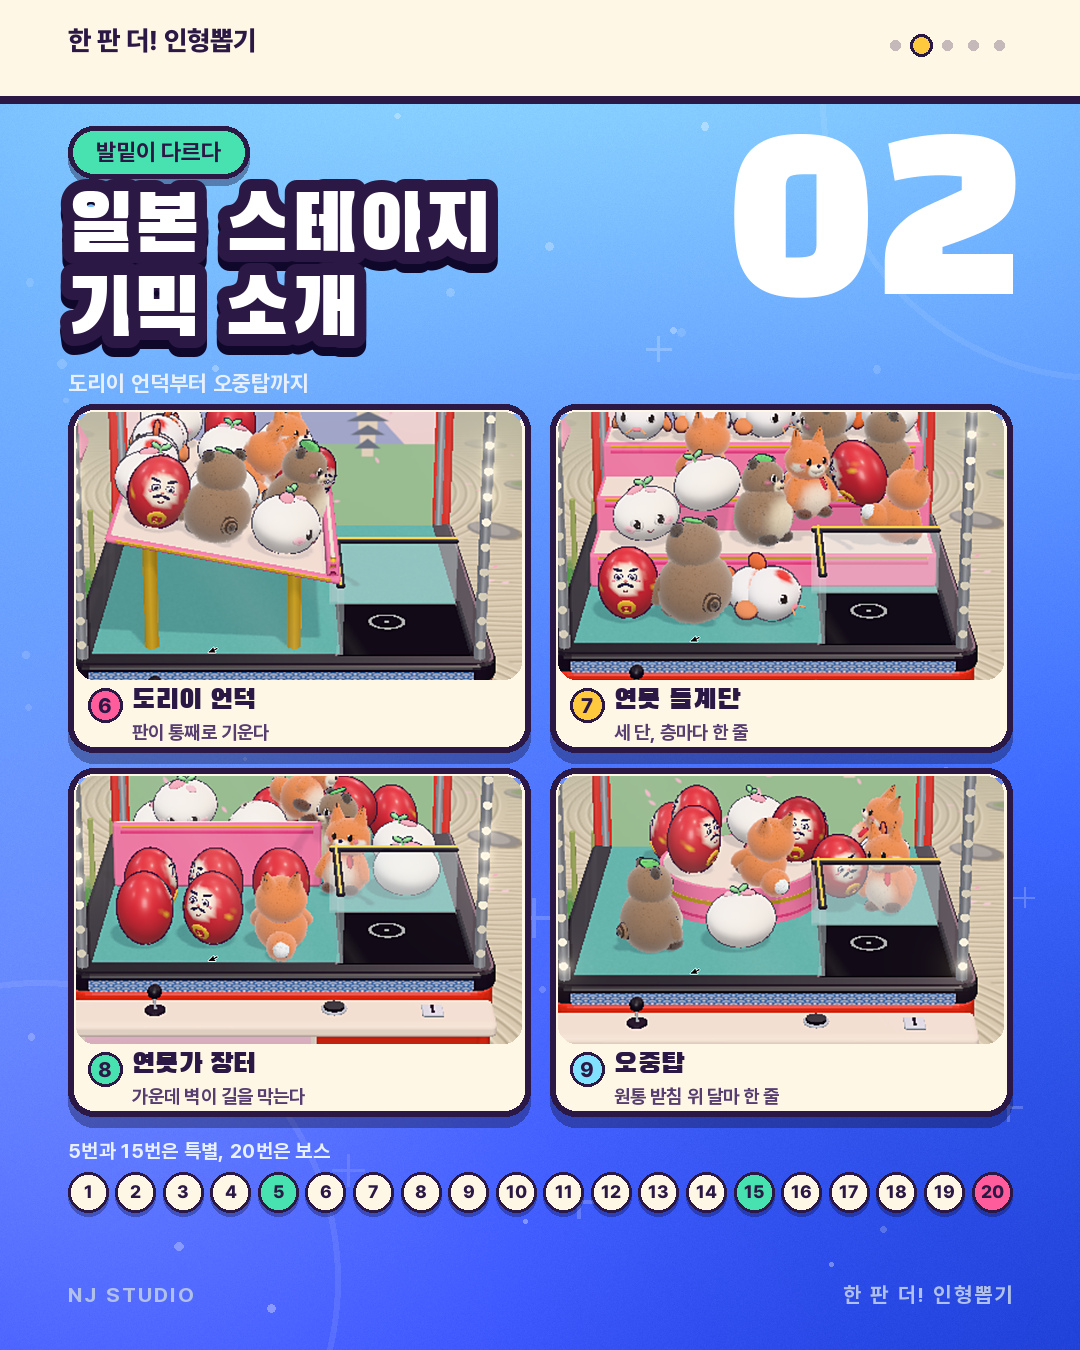 한 판 더! 인형뽑기
발밑이 다르다
02
일본 스테이지
기믹 소개
도리이 언덕부터 오중탑까지
6 도리이 언덕
판이 통째로 기운다
7 연못 돌계단
세 단, 층마다 한 줄
8 연못가 장터
가운데 벽이 길을 막는다
9 오중탑
원통 받침 위 달마 한 줄
5번과 15번은 특별, 20번은 보스
1 2 3 4 5 6 7 8 9 10 11 12 13 14 15 16 17 18 19 20
NJ STUDIO
한 판 더! 인형뽑기